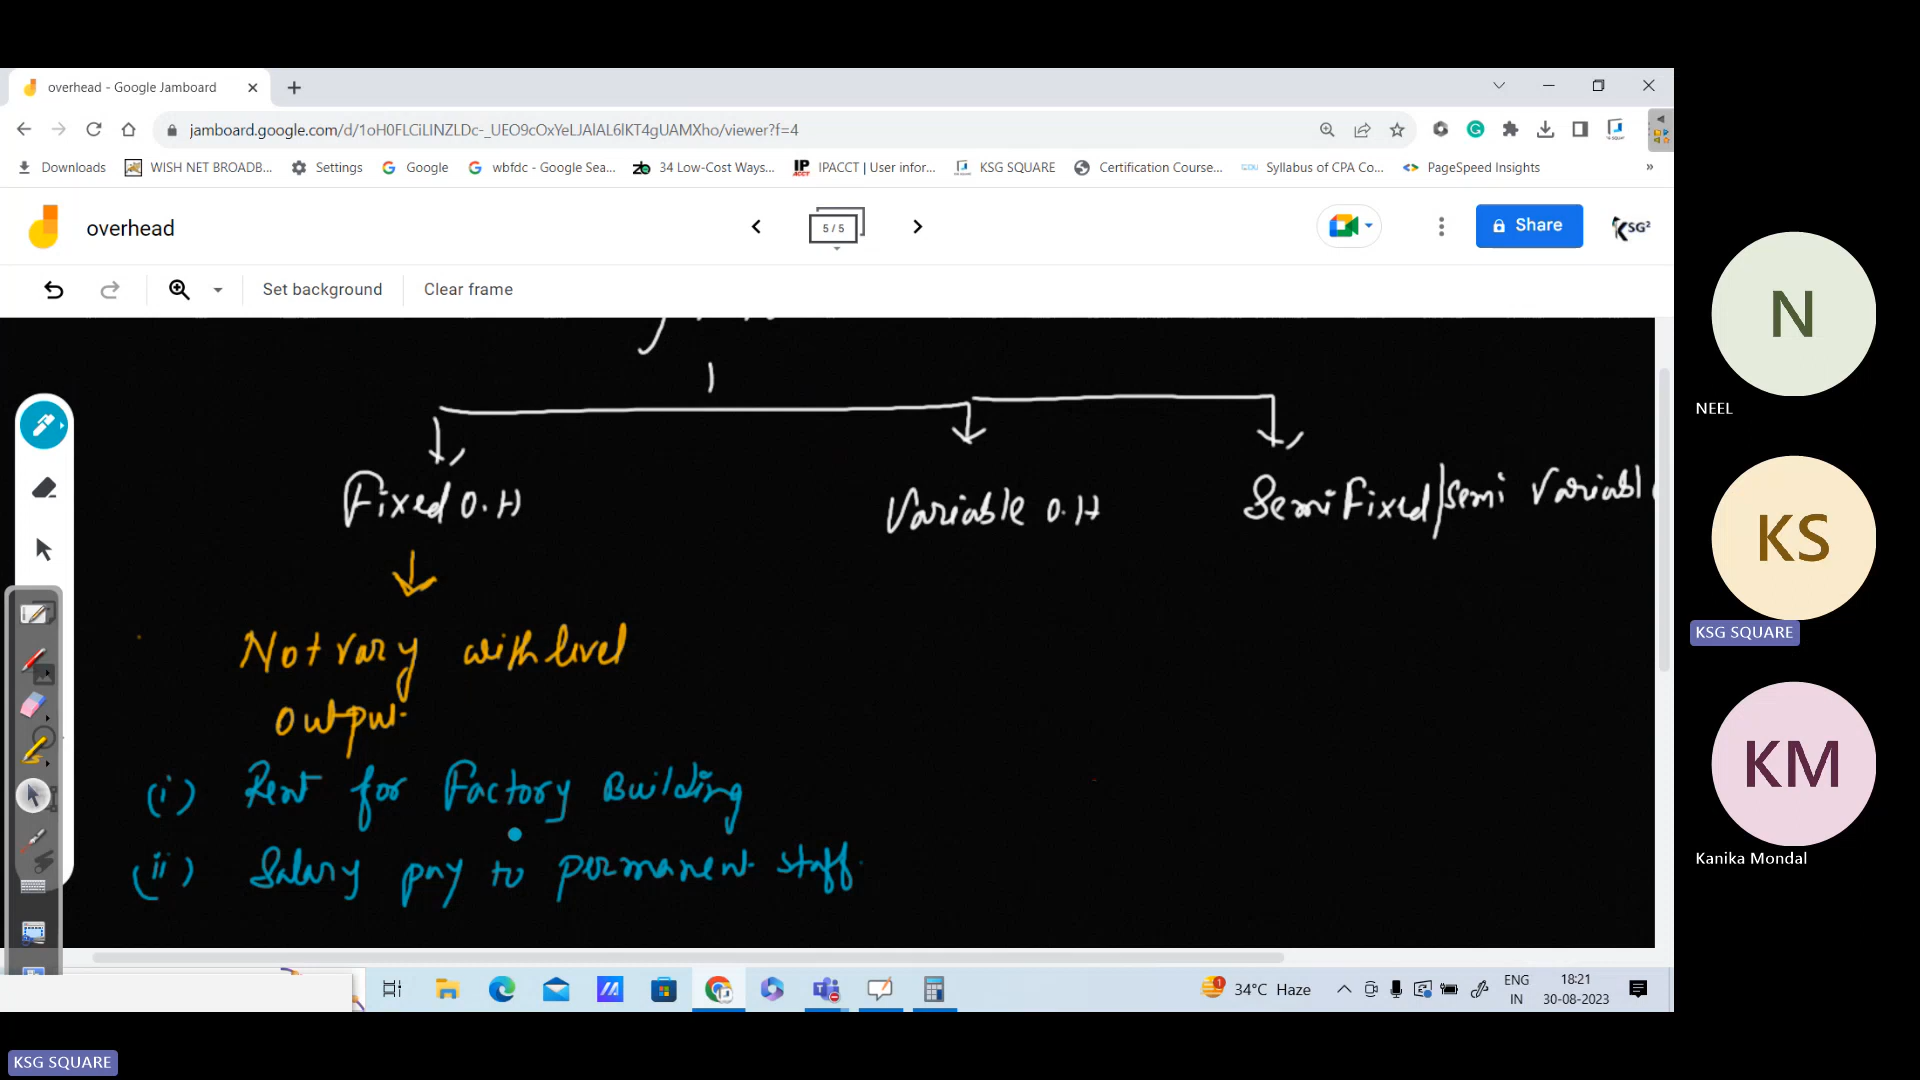 overhead - Google Jamboard
jamboard.google.com/d/1oH0FLCiLINZLDc-_UEO9cOxYeLJAlAL6lKT4gUAMXho/viewer?f=4
Downloads WISH NET BROADB... Settings Google wbfdc - Google Sea... 34 Low-Cost Ways... IPACCT | User infor... KSG SQUARE Certification Course... Syllabus of CPA Co... PageSpeed Insights »
overhead 5 / 5 Share KSG²
Set background Clear frame
Fixed O.H Variable O.H Semi Fixed/Semi Variabl
Not vary with level
Output
(i) Rent for Factory Building
(ii) Salary pay to permanent staff.
N
NEEL
KS
KSG SQUARE
KM
Kanika Mondal
1 34°C Haze ENG IN 18:21 30-08-2023
KSG SQUARE